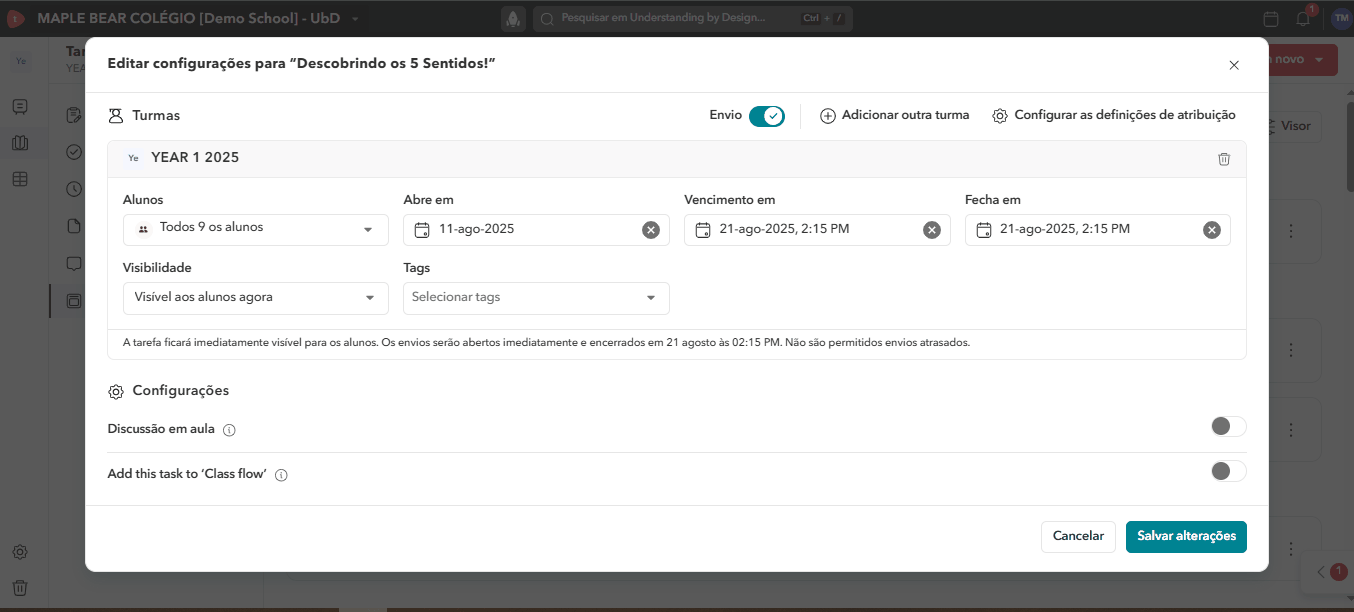 MAPLE BEAR COLÉGIO [Demo School] - UbD
Pesquisar em Understanding by Design...
Ctrl + /
1
TM
Ye
Tar
YEA
novo
Visor
Editar configurações para “Descobrindo os 5 Sentidos!”
Turmas
Envio
Adicionar outra turma
Configurar as definições de atribuição
Ye YEAR 1 2025
Alunos
Abre em
Vencimento em
Fecha em
Todos 9 os alunos
11-ago-2025
21-ago-2025, 2:15 PM
21-ago-2025, 2:15 PM
Visibilidade
Tags
Visível aos alunos agora
Selecionar tags
A tarefa ficará imediatamente visível para os alunos. Os envios serão abertos imediatamente e encerrados em 21 agosto às 02:15 PM. Não são permitidos envios atrasados.
Configurações
Discussão em aula
Add this task to ‘Class flow’
Cancelar
Salvar alterações
1